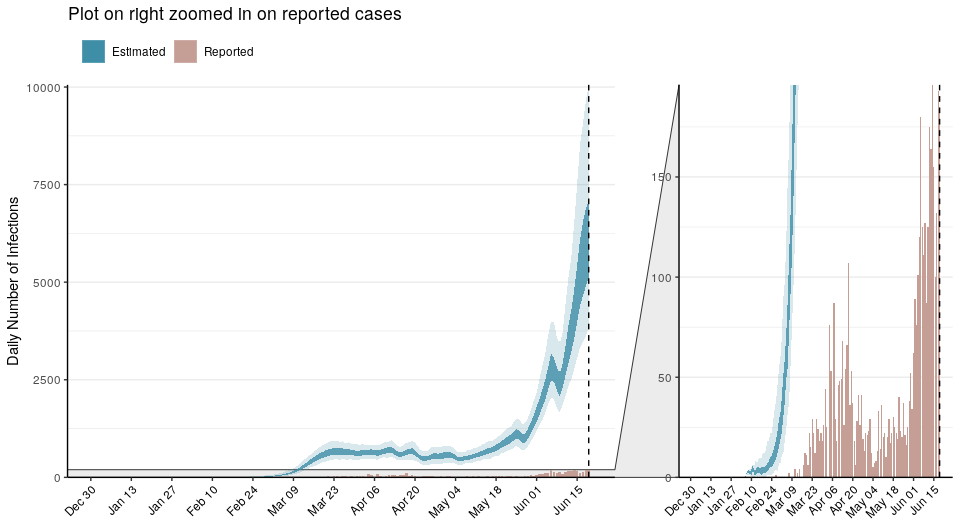 Plot on right zoomed in on reported cases
Estimated Reported
Daily Number of Infections
10000
7500
5000
2500
0
Dec 30 Jan 13 Jan 27 Feb 10 Feb 24 Mar 09 Mar 23 Apr 06 Apr 20 May 04 May 18 Jun 01 Jun 15
150
100
50
0
Dec 30 Jan 13 Jan 27 Feb 10 Feb 24 Mar 09 Mar 23 Apr 06 Apr 20 May 04 May 18 Jun 01 Jun 15